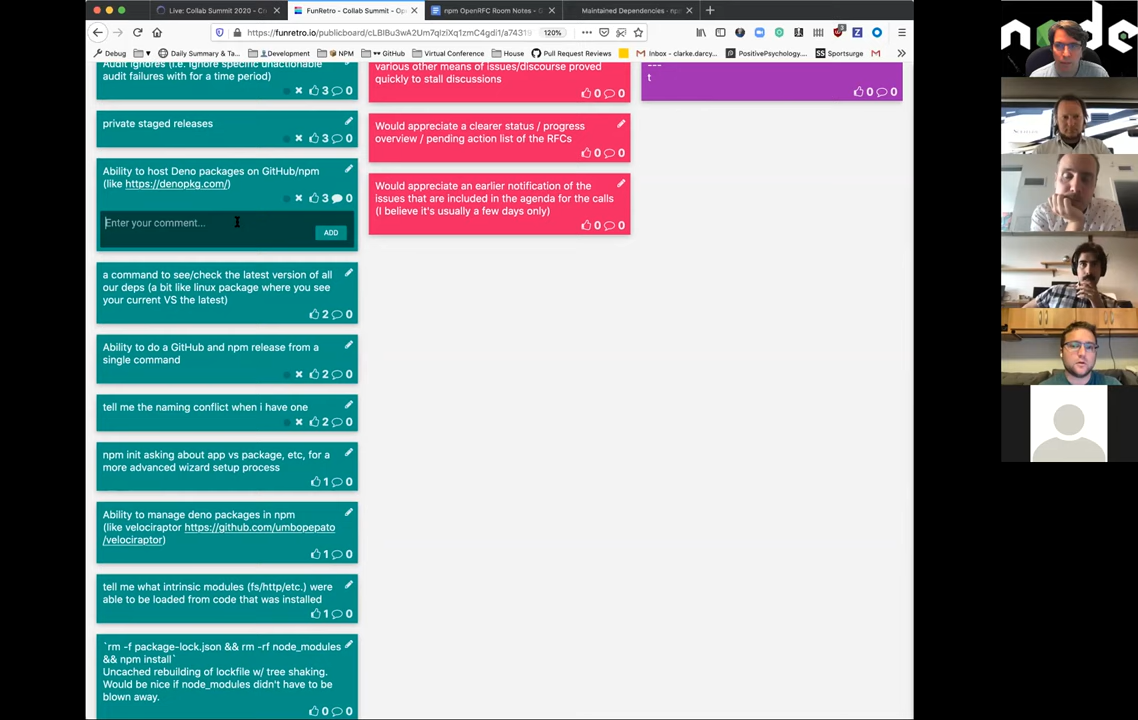 Live: Collab Summit 2020 - C
FunRetro - Collab Summit - Op
npm OpenRFC Room Notes - G
Maintained Dependencies - np
https://funretro.io/publicboard/cLBlBu3wA2Um7qiziXq1zmC4gdi1/a7431
120%
Debug
Daily Summary & Ta...
Development
NPM
GitHub
Virtual Conference
House
Pull Request Reviews
Inbox - clarke.darcy...
PositivePsychology....
Sportsurge
Audit ignores (i.e. ignore specific unactionable
audit failures with for a time period)
3 0
private staged releases
3 0
Ability to host Deno packages on GitHub/npm
(like https://denopkg.com/)
3 0
Enter your comment...
ADD
a command to see/check the latest version of all
our deps (a bit like linux package where you see
your current VS the latest)
2 0
Ability to do a GitHub and npm release from a
single command
2 0
tell me the naming conflict when i have one
2 0
npm init asking about app vs package, etc, for a
more advanced wizard setup process
1 0
Ability to manage deno packages in npm
(like velociraptor https://github.com/umbopepato
/velociraptor)
1 0
tell me what intrinsic modules (fs/http/etc.) were
able to be loaded from code that was installed
1 0
`rm -f package-lock.json && rm -rf node_modules
&& npm install`
Uncached rebuilding of lockfile w/ tree shaking.
Would be nice if node_modules didn't have to be
blown away.
0 0
various other means of issues/discourse proved
quickly to stall discussions
0 0
Would appreciate a clearer status / progress
overview / pending action list of the RFCs
0 0
Would appreciate an earlier notification of the
issues that are included in the agenda for the calls
(I believe it's usually a few days only)
0 0
---
t
0 0
node